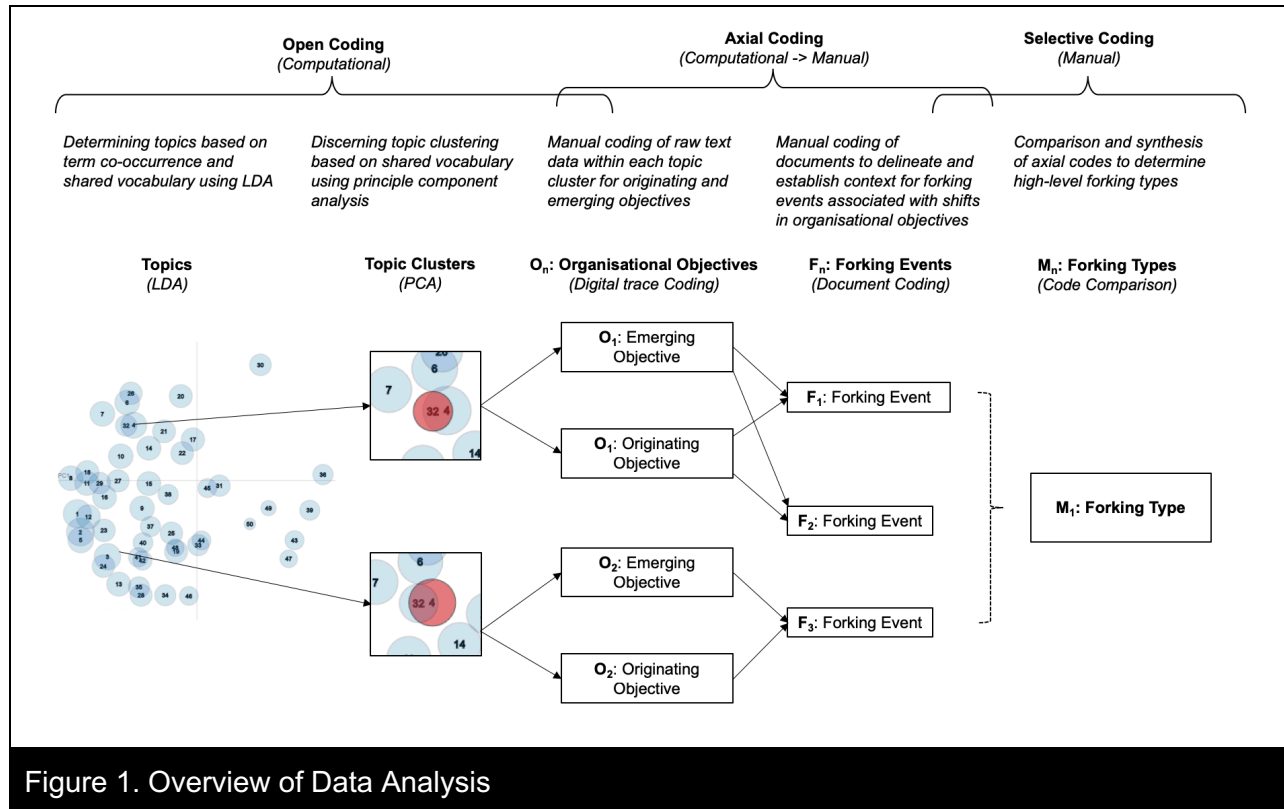 Open Coding
(Computational)
Axial Coding
(Computational -> Manual)
Selective Coding
(Manual)
Determining topics based on
term co-occurrence and
shared vocabulary using LDA
Discerning topic clustering
based on shared vocabulary
using principle component
analysis
Manual coding of raw text
data within each topic
cluster for originating and
emerging objectives
Manual coding of
documents to delineate and
establish context for forking
events associated with shifts
in organisational objectives
Comparison and synthesis
of axial codes to determine
high-level forking types
Topics
(LDA)
Topic Clusters
(PCA)
On: Organisational Objectives
(Digital trace Coding)
Fn: Forking Events
(Document Coding)
Mn: Forking Types
(Code Comparison)
30
26
6
20
7
32 4
21
17
14
22
10
PC1
8
18
11
29
27
15
16
38
45
31
36
1
12
9
49
39
50
2
5
23
37
25
40
44
33
19
43
47
3
24
42
13
35
28
34
46
6
7
32 4
14
6
7
32 4
14
O1: Emerging
Objective
O1: Originating
Objective
O2: Emerging
Objective
O2: Originating
Objective
F1: Forking Event
F2: Forking Event
F3: Forking Event
M1: Forking Type
Figure 1. Overview of Data Analysis